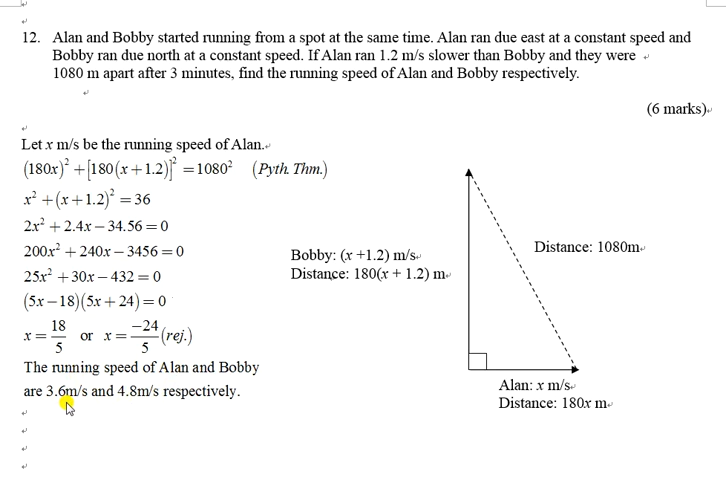 12. Alan and Bobby started running from a spot at the same time. Alan ran due east at a constant speed and
Bobby ran due north at a constant speed. If Alan ran 1.2 m/s slower than Bobby and they were
1080 m apart after 3 minutes, find the running speed of Alan and Bobby respectively.
(6 marks)
Let x m/s be the running speed of Alan.
(180x)² + [180(x + 1.2)]² = 1080² (Pyth. Thm.)
x² + (x + 1.2)² = 36
2x² + 2.4x − 34.56 = 0
200x² + 240x − 3456 = 0
25x² + 30x − 432 = 0
(5x − 18)(5x + 24) = 0
x = 18/5 or x = −24/5 (rej.)
The running speed of Alan and Bobby
are 3.6m/s and 4.8m/s respectively.
Bobby: (x +1.2) m/s
Distance: 180(x + 1.2) m
Distance: 1080m
Alan: x m/s
Distance: 180x m